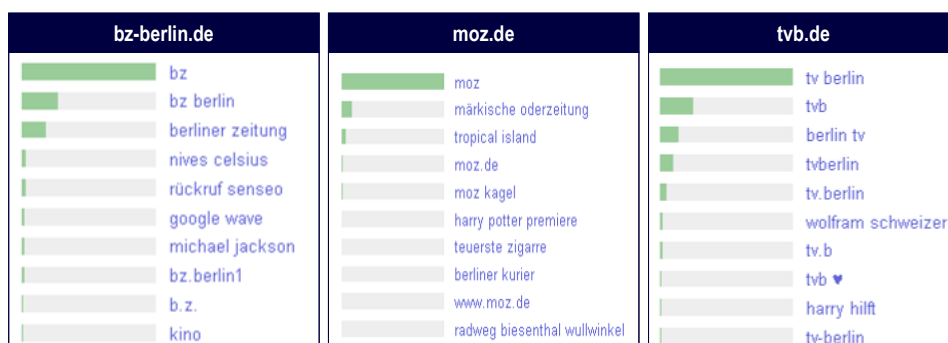 bz-berlin.de
bz
bz berlin
berliner zeitung
nives celsius
rückruf senseo
google wave
michael jackson
bz.berlin1
b.z.
kino
moz.de
moz
märkische oderzeitung
tropical island
moz.de
moz kagel
harry potter premiere
teuerste zigarre
berliner kurier
www.moz.de
radweg biesenthal wullwinkel
tvb.de
tv berlin
tvb
berlin tv
tvberlin
tv.berlin
wolfram schweizer
tv.b
tvb ♥
harry hilft
tv-berlin